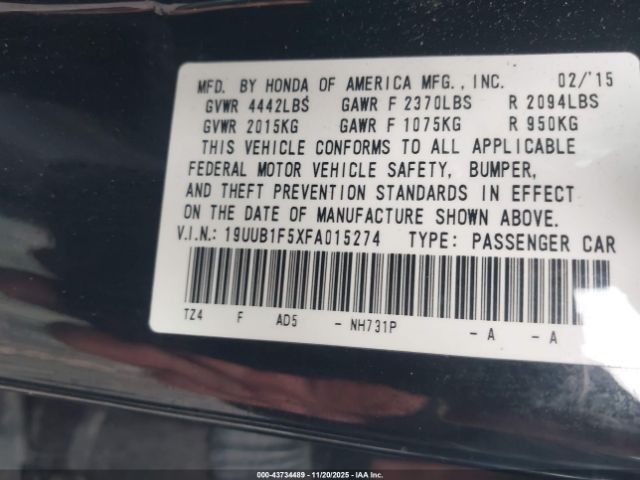 MFD. BY HONDA OF AMERICA MFG., INC. 02/'15
GVWR 4442LBS GAWR F 2370LBS R 2094LBS
GVWR 2015KG GAWR F 1075KG R 950KG
THIS VEHICLE CONFORMS TO ALL APPLICABLE
FEDERAL MOTOR VEHICLE SAFETY, BUMPER,
AND THEFT PREVENTION STANDARDS IN EFFECT
ON THE DATE OF MANUFACTURE SHOWN ABOVE.
V.I.N.: 19UUB1F5XFA015274 TYPE: PASSENGER CAR
TZ4 F AD5 - NH731P - A - A
000-43734489 - 11/20/2025 - IAAI.COM